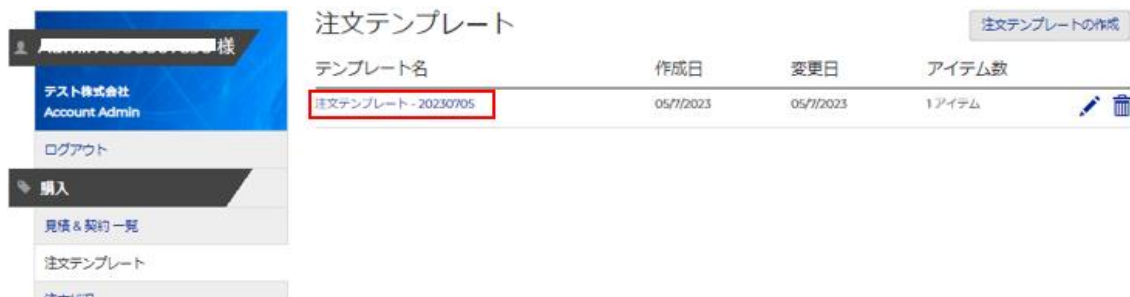 注文テンプレート
注文テンプレートの作成
様
テンプレート名 作成日 変更日 アイテム数
注文テンプレート - 20230705 05/7/2023 05/7/2023 1アイテム
テスト株式会社
Account Admin
ログアウト
購入
見積 & 契約 一覧
注文テンプレート